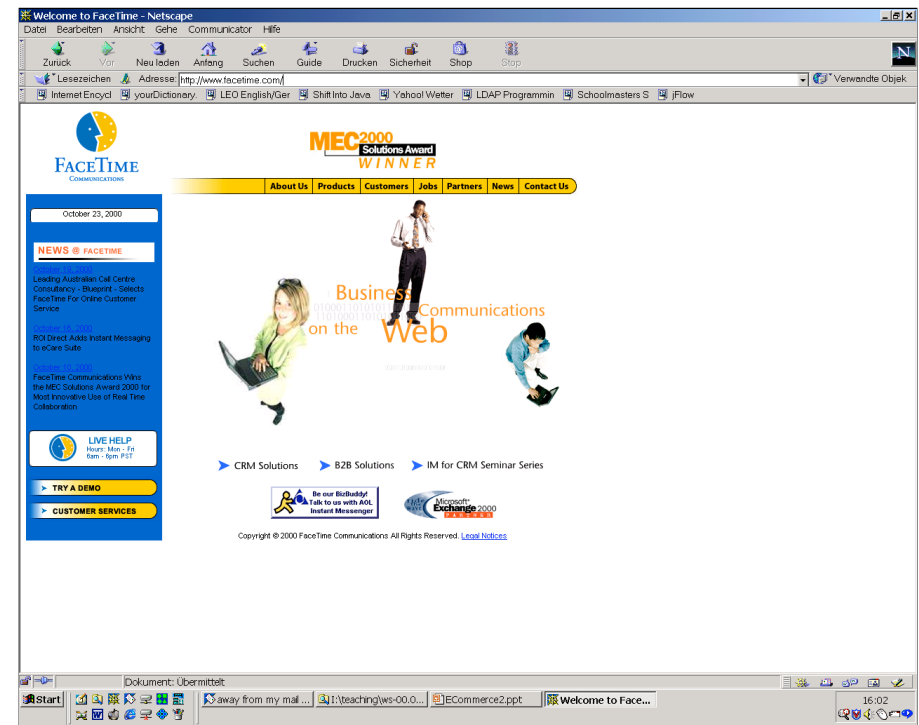 Welcome to FaceTime - Netscape
Datei Bearbeiten Ansicht Gehe Communicator Hilfe
Zurück Vor Neu laden Anfang Suchen Guide Drucken Sicherheit Shop Stop
N
Lesezeichen Adresse: http://www.facetime.com/ Verwandte Objek
Internet Encycl yourDictionary. LEO English/Ger Shift Into Java Yahoo! Wetter LDAP Programmin Schoolmasters S jFlow
FACETIME
COMMUNICATIONS
MEC2000
Solutions Award
WINNER
About Us Products Customers Jobs Partners News Contact Us
October 23, 2000
NEWS @ FACETIME
October 19, 2000
Leading Australian Call Centre
Consultancy - Blueprint - Selects
FaceTime For Online Customer
Service
October 16, 2000
ROI Direct Adds Instant Messaging
to eCare Suite
October 10, 2000
FaceTime Communications Wins
the MEC Solutions Award 2000 for
Most Innovative Use of Real Time
Collaboration
LIVE HELP
Hours: Mon - Fri
6am - 6pm PST
TRY A DEMO
CUSTOMER SERVICES
Business
Communications
on the Web
CRM Solutions B2B Solutions IM for CRM Seminar Series
Be our BizBuddy!
Talk to us with AOL
Instant Messenger
Microsoft
Exchange 2000
PARTNER
Copyright © 2000 FaceTime Communications All Rights Reserved. Legal Notices
Dokument: Übermittelt
Start away from my mail ... I:\teaching\ws-00.0... ECommerce2.ppt Welcome to Face... 16:02